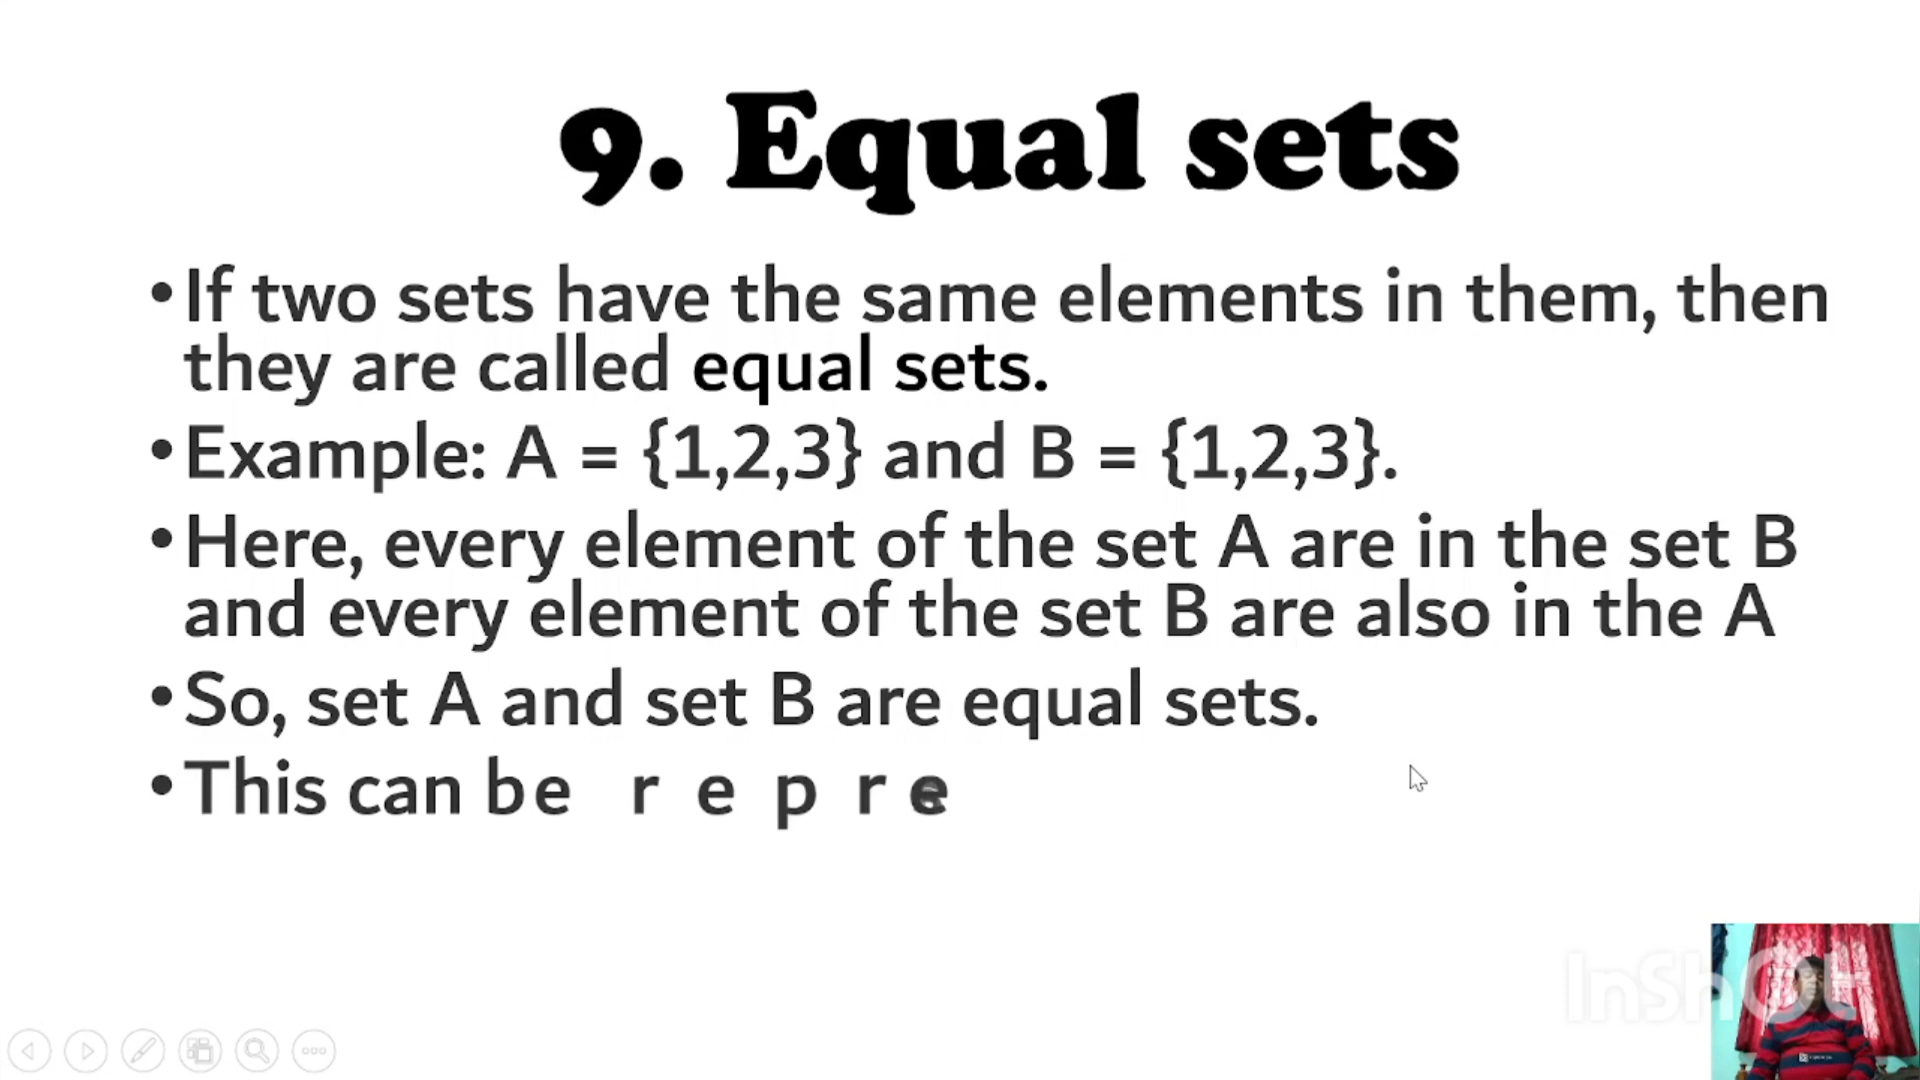 9. Equal sets
•If two sets have the same elements in them, then
they are called equal sets.
•Example: A = {1,2,3} and B = {1,2,3}.
•Here, every element of the set A are in the set B
and every element of the set B are also in the A
•So, set A and set B are equal sets.
•This can be repre
InShOt